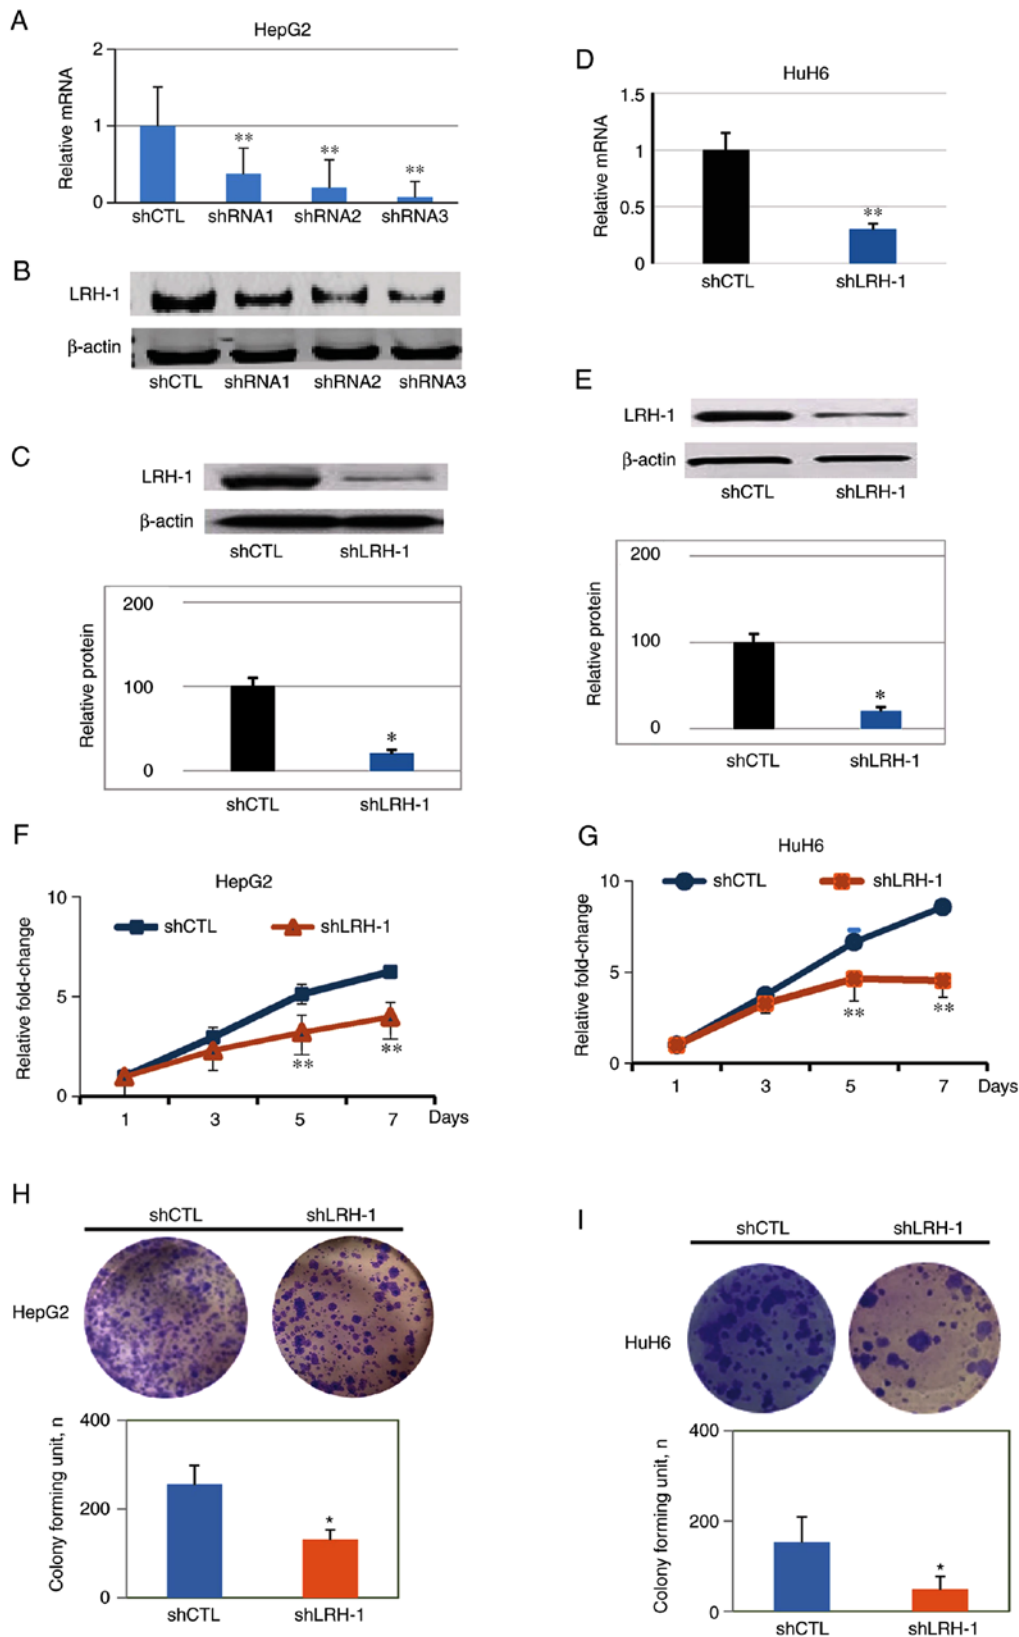 A
HepG2
2
1
0
Relative mRNA
**
**
**
shCTL shRNA1 shRNA2 shRNA3
B
LRH-1
β-actin
shCTL shRNA1 shRNA2 shRNA3
C
LRH-1
β-actin
shCTL shLRH-1
200
100
0
Relative protein
*
shCTL shLRH-1
D
HuH6
1.5
1
0.5
0
Relative mRNA
**
shCTL shLRH-1
E
LRH-1
β-actin
shCTL shLRH-1
200
100
0
Relative protein
*
shCTL shLRH-1
F
HepG2
10
5
0
Relative fold-change
shCTL shLRH-1
**
**
1 3 5 7 Days
G
HuH6
10
5
0
Relative fold-change
shCTL shLRH-1
**
**
1 3 5 7 Days
H
shCTL shLRH-1
HepG2
400
200
0
Colony forming unit, n
*
shCTL shLRH-1
I
shCTL shLRH-1
HuH6
400
200
0
Colony forming unit, n
*
shCTL shLRH-1